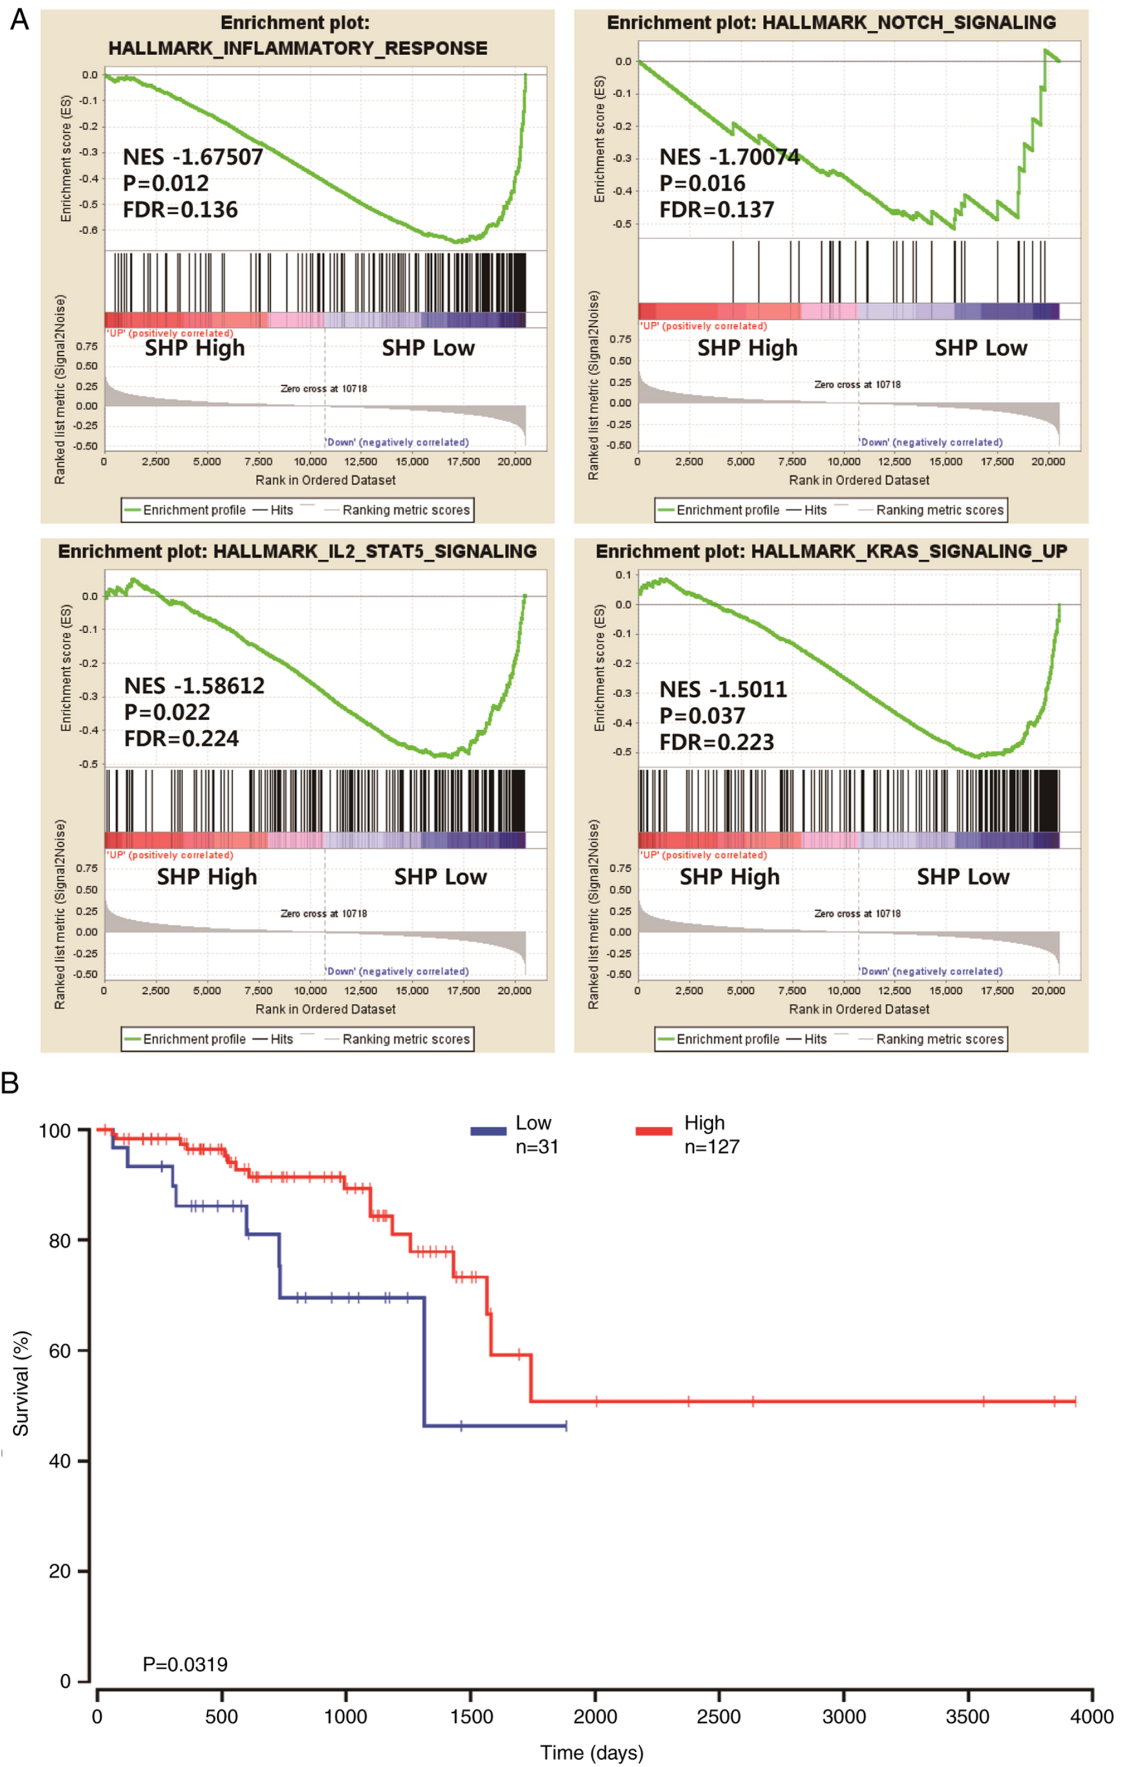 A
Enrichment plot:
HALLMARK_INFLAMMATORY_RESPONSE
Enrichment score (ES)
0.0
-0.1
-0.2
-0.3
-0.4
-0.5
-0.6
NES -1.67507
P=0.012
FDR=0.136
Ranked list metric (Signal2Noise)
'UP' (positively correlated)
SHP High
SHP Low
0.75
0.50
0.25
0.00
-0.25
-0.50
Zero cross at 10718
'Down' (negatively correlated)
0
2,500
5,000
7,500
10,000
12,500
15,000
17,500
20,000
Rank in Ordered Dataset
Enrichment profile
Hits
Ranking metric scores
Enrichment plot: HALLMARK_NOTCH_SIGNALING
Enrichment score (ES)
0.0
-0.1
-0.2
-0.3
-0.4
-0.5
NES -1.70074
P=0.016
FDR=0.137
Ranked list metric (Signal2Noise)
'UP' (positively correlated)
SHP High
SHP Low
0.75
0.50
0.25
0.00
-0.25
-0.50
Zero cross at 10718
'Down' (negatively correlated)
0
2,500
5,000
7,500
10,000
12,500
15,000
17,500
20,000
Rank in Ordered Dataset
Enrichment profile
Hits
Ranking metric scores
Enrichment plot: HALLMARK_IL2_STAT5_SIGNALING
Enrichment score (ES)
0.0
-0.1
-0.2
-0.3
-0.4
-0.5
NES -1.58612
P=0.022
FDR=0.224
Ranked list metric (Signal2Noise)
'UP' (positively correlated)
SHP High
SHP Low
0.75
0.50
0.25
0.00
-0.25
-0.50
Zero cross at 10718
'Down' (negatively correlated)
0
2,500
5,000
7,500
10,000
12,500
15,000
17,500
20,000
Rank in Ordered Dataset
Enrichment profile
Hits
Ranking metric scores
Enrichment plot: HALLMARK_KRAS_SIGNALING_UP
Enrichment score (ES)
0.1
0.0
-0.1
-0.2
-0.3
-0.4
-0.5
NES -1.5011
P=0.037
FDR=0.223
Ranked list metric (Signal2Noise)
'UP' (positively correlated)
SHP High
SHP Low
0.75
0.50
0.25
0.00
-0.25
-0.50
Zero cross at 10718
'Down' (negatively correlated)
0
2,500
5,000
7,500
10,000
12,500
15,000
17,500
20,000
Rank in Ordered Dataset
Enrichment profile
Hits
Ranking metric scores
B
Low
n=31
High
n=127
Survival (%)
100
80
60
40
20
0
P=0.0319
0
500
1000
1500
2000
2500
3000
3500
4000
Time (days)